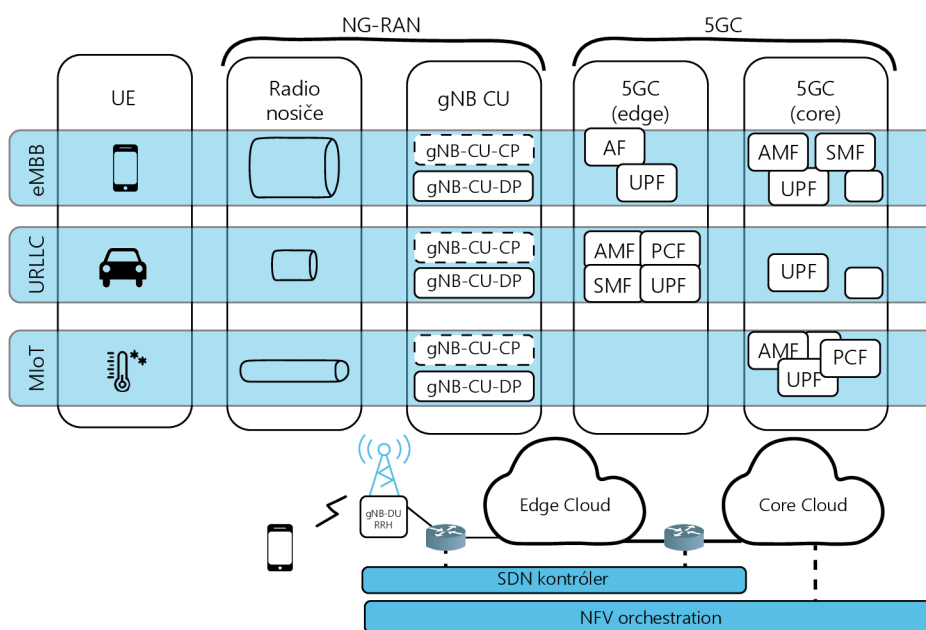 NG-RAN
5GC
UE
Radio
nosiče
gNB CU
5GC
(edge)
5GC
(core)
eMBB
gNB-CU-CP
gNB-CU-DP
AF
UPF
AMF
SMF
UPF
URLLC
gNB-CU-CP
gNB-CU-DP
AMF
PCF
SMF
UPF
UPF
MIoT
gNB-CU-CP
gNB-CU-DP
AMF
PCF
UPF
gNB-DU
RRH
Edge Cloud
Core Cloud
SDN kontróler
NFV orchestration